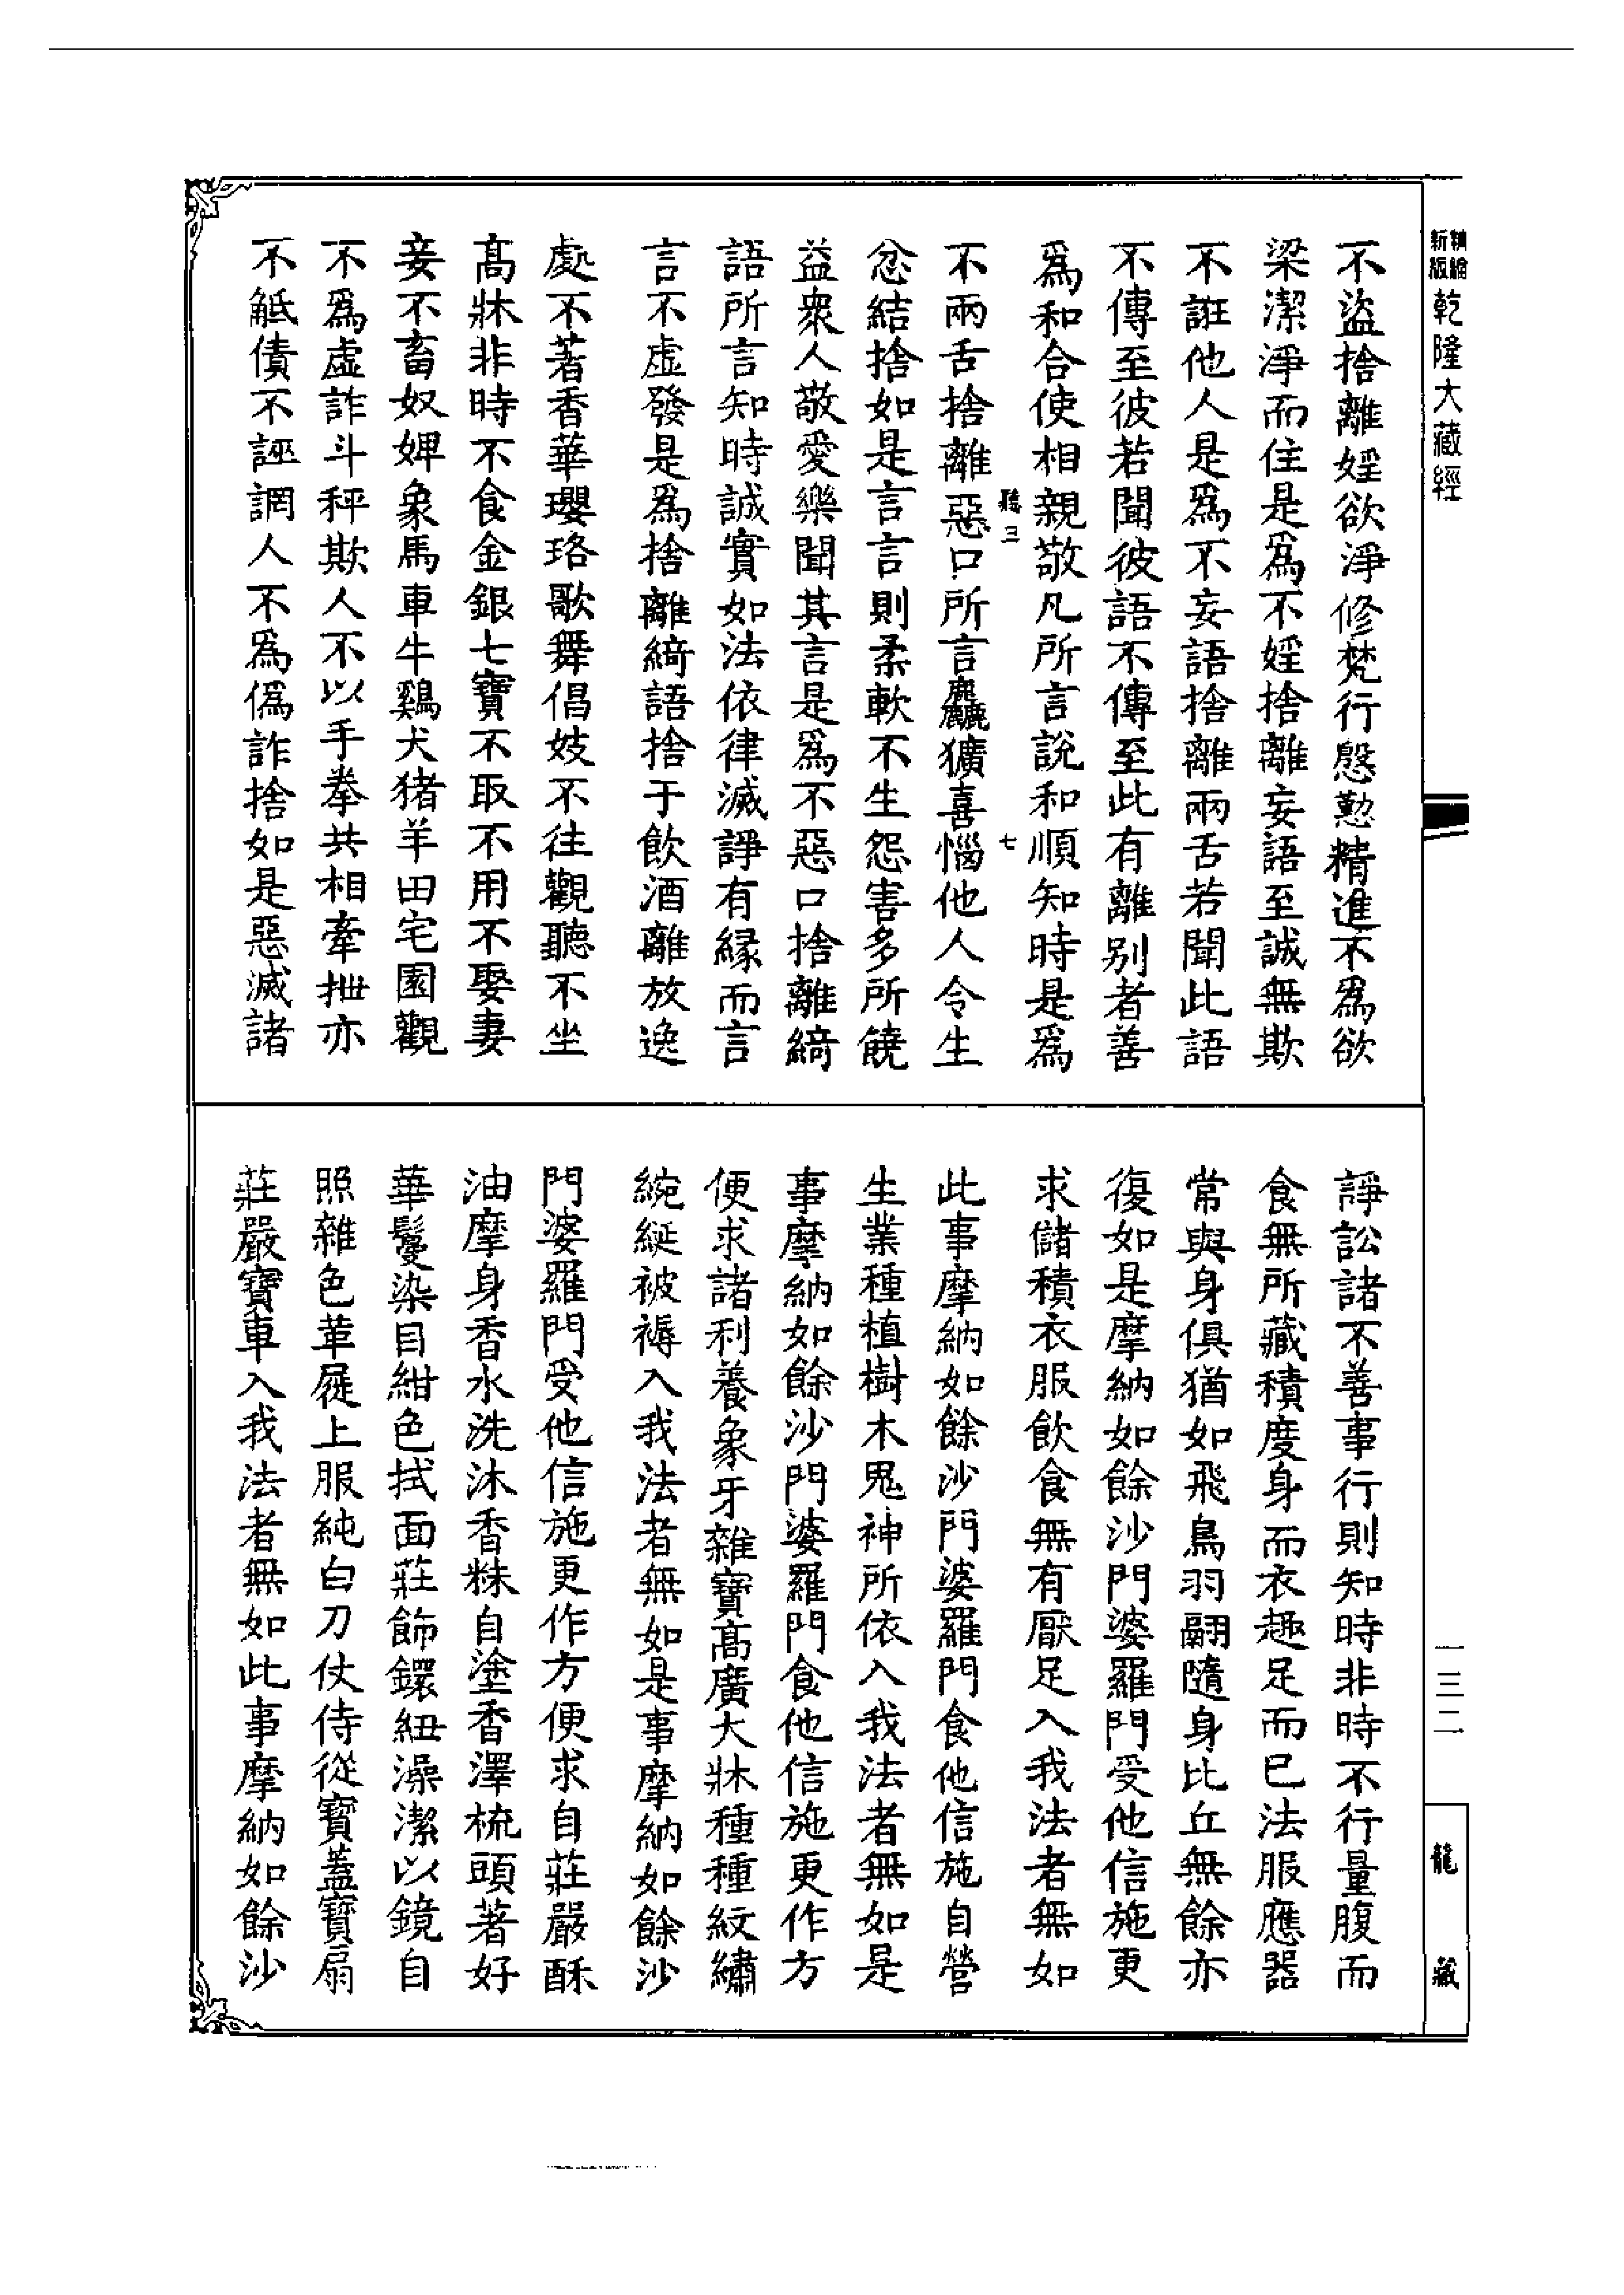 精繪
新版
乾隆大藏經
不盜捨離婬欲淨修梵行慇懃精進不爲欲
梁潔淨而住是爲不婬捨離妄語至誠無欺
不誑他人是爲不妄語捨離兩舌若聞此語
不傳至彼若聞彼語不傳至此有離别者善
爲和合使相親敬凡所言說和順知時是爲
聽三
七
不兩舌捨離惡口所言麤獷喜惱他人令生
忿結捨如是言言則柔軟不生怨害多所饒
益衆人敬愛樂聞其言是爲不惡口捨離綺
語所言知時誠實如法依律滅諍有縁而言
言不虛發是爲捨離綺語捨于飲酒離放逸
處不著香華瓔珞歌舞倡妓不往觀聽不坐
髙牀非時不食金銀七寶不取不用不娶妻
妾不畜奴婢象馬車牛鷄犬猪羊田宅園觀
不爲虛詐斗秤欺人不以手拳共相牽抴亦
不觝債不誣誷人不爲僞詐捨如是惡滅諸
諍訟諸不善事行則知時非時不行量腹而
食無所藏積度身而衣趣足而已法服應器
常與身俱猶如飛鳥羽翮隨身比丘無餘亦
復如是摩納如餘沙門婆羅門受他信施更
求儲積衣服飲食無有厭足入我法者無如
此事摩納如餘沙門婆羅門食他信施自營
生業種植樹木鬼神所依入我法者無如是
事摩納如餘沙門婆羅門食他信施更作方
便求諸利養象牙雜寶髙廣大牀種種紋繡
綩綖被褥入我法者無如是事摩納如餘沙
門婆羅門受他信施更作方便求自莊嚴酥
油摩身香水洗沐香粖自塗香澤梳頭著好
華鬘染目紺色拭面莊飾鐶紐澡潔以鏡自
照雜色革屣上服純白刀仗侍從寶蓋寶扇
莊嚴寶車入我法者無如此事摩納如餘沙
一三二
龍藏